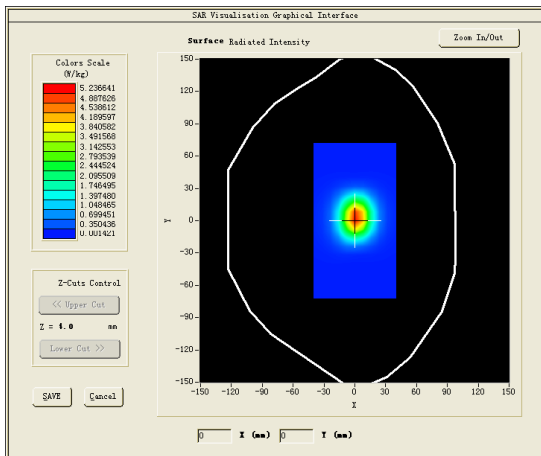 SAR Visualisation Graphical Interface
Surface Radiated Intensity
Zoom In/Out
Colors Scale
(W/kg)
5.236641
4.887626
4.538612
4.189597
3.840582
3.491568
3.142553
2.793539
2.444524
2.095509
1.746495
1.397480
1.048465
0.699451
0.350436
0.001421
150
120
90
60
30
0
-30
-60
-90
-120
-150
Y
-150 -120 -90 -60 -30 0 30 60 90 120 150
X
Z-Cuts Control
<< Upper Cut
Z = 4.0 mm
Lower Cut >>
SAVE Cancel
0 X (mm) 0 Y (mm)